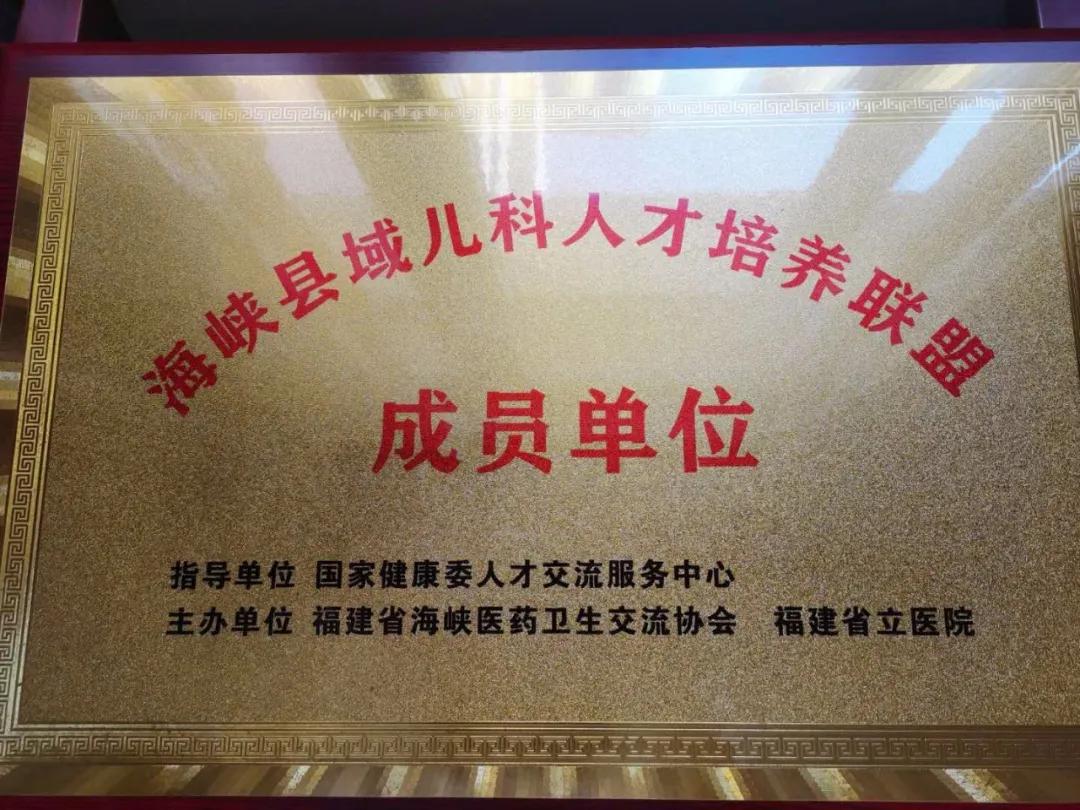 海峡县域儿科人才培养联盟
成员单位
指导单位 国家健康委人才交流服务中心
主办单位 福建省海峡医药卫生交流协会 福建省立医院